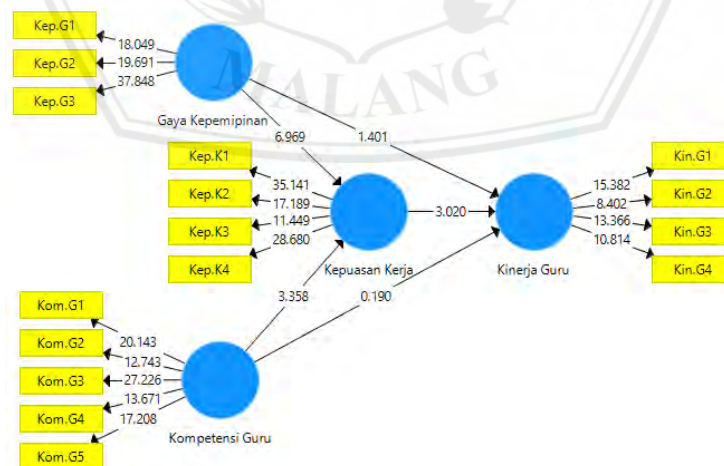 Kep.G1
18.049
Kep.G2
19.691
Kep.G3
37.848
MALANG
Gaya Kepemipinan
6.969
1.401
Kep.K1
35.141
Kep.K2
17.189
Kep.K3
11.449
Kep.K4
28.680
Kepuasan Kerja
3.020
Kin.G1
15.382
Kin.G2
8.402
Kin.G3
13.366
Kin.G4
10.814
Kinerja Guru
3.358
0.190
Kom.G1
20.143
Kom.G2
12.743
Kom.G3
27.226
Kom.G4
13.671
Kom.G5
17.208
Kompetensi Guru